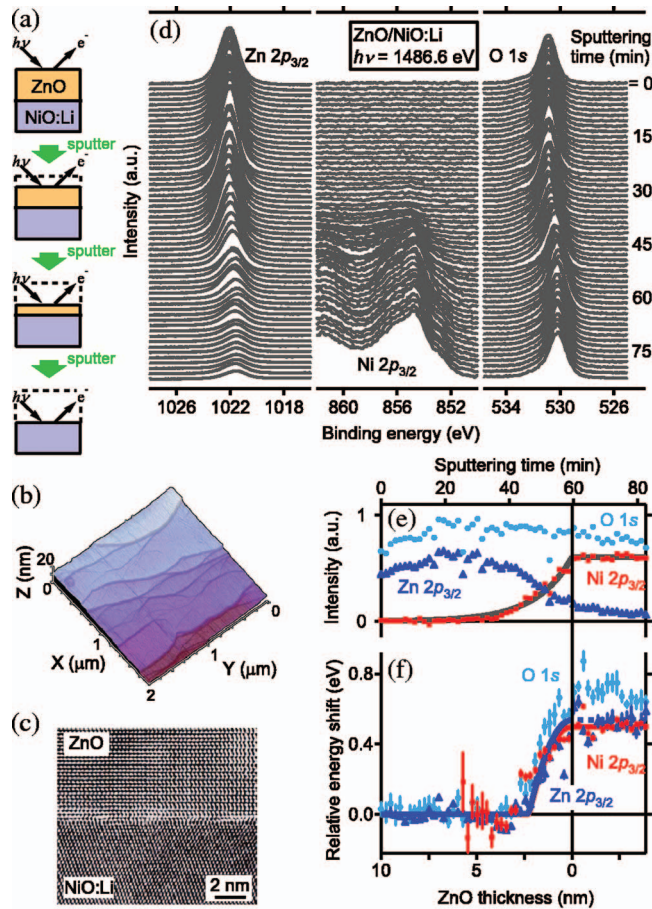 (a)
hν
e⁻
ZnO
NiO:Li
sputter
hν
e⁻
sputter
hν
e⁻
sputter
hν
e⁻
(d)
Zn 2p3/2
ZnO/NiO:Li
hν = 1486.6 eV
O 1s
Sputtering
time (min)
= 0
15
30
45
60
75
Intensity (a.u.)
Ni 2p3/2
1026 1022 1018
860 856 852
534 530 526
Binding energy (eV)
(b)
Z (nm)
20
0
X (μm)
1
2
Y (μm)
1
0
(c)
ZnO
NiO:Li
2 nm
Sputtering time (min)
0 20 40 60 80
(e)
O 1s
Zn 2p3/2
Ni 2p3/2
Intensity (a.u.)
1
0
(f)
O 1s
Ni 2p3/2
Zn 2p3/2
Relative energy shift (eV)
0.8
0.4
0.0
10 5 0
ZnO thickness (nm)